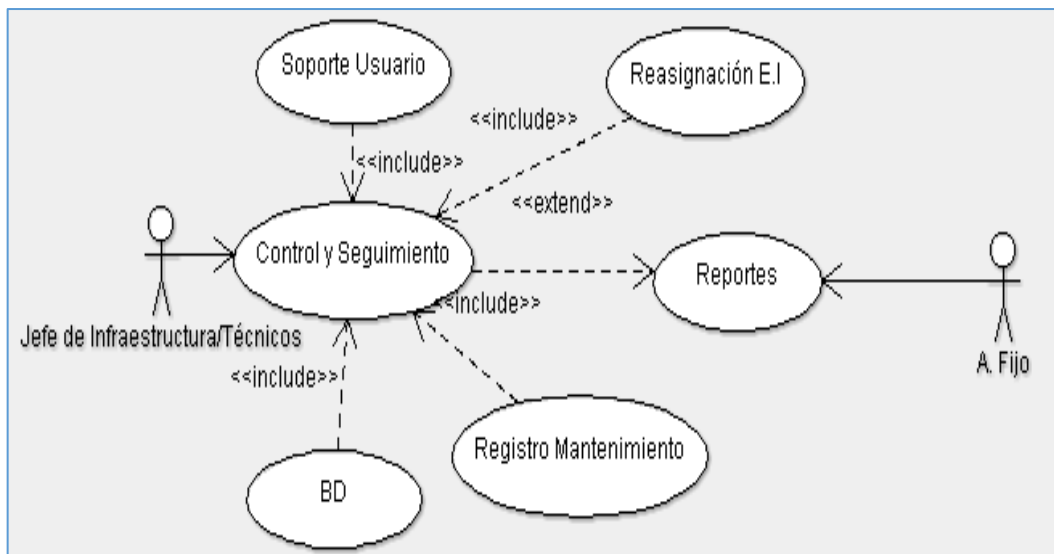 Soporte Usuario
Reasignación E.I
<<include>>
<<include>>
<<extend>>
Control y Seguimiento
Reportes
<<include>>
Jefe de Infraestructura/Técnicos
A. Fijo
<<include>>
Registro Mantenimiento
BD